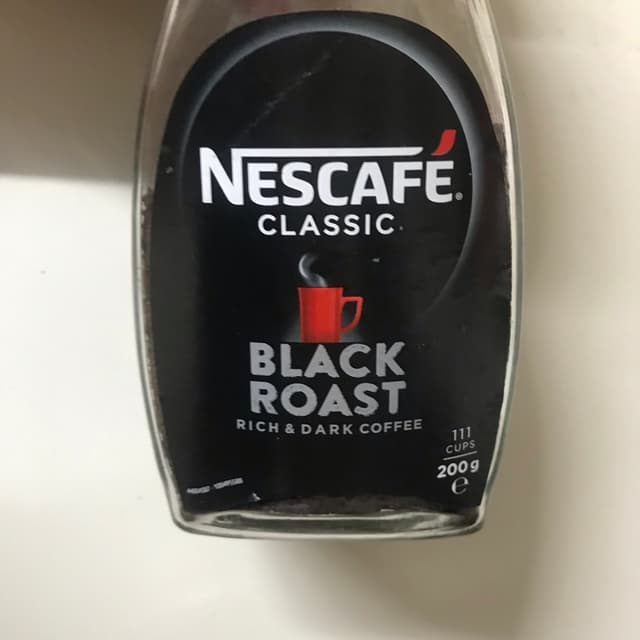 NESCAFÉ®
CLASSIC
BLACK
ROAST
RICH & DARK COFFEE
111
CUPS
200g
℮